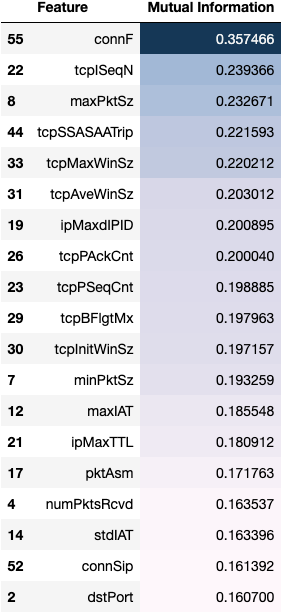 Feature Mutual Information
55 connF 0.357466
22 tcpISeqN 0.239366
8 maxPktSz 0.232671
44 tcpSSASAATrip 0.221593
33 tcpMaxWinSz 0.220212
31 tcpAveWinSz 0.203012
19 ipMaxdIPID 0.200895
26 tcpPAckCnt 0.200040
23 tcpPSeqCnt 0.198885
29 tcpBFlgtMx 0.197963
30 tcpInitWinSz 0.197157
7 minPktSz 0.193259
12 maxIAT 0.185548
21 ipMaxTTL 0.180912
17 pktAsm 0.171763
4 numPktsRcvd 0.163537
14 stdIAT 0.163396
52 connSip 0.161392
2 dstPort 0.160700